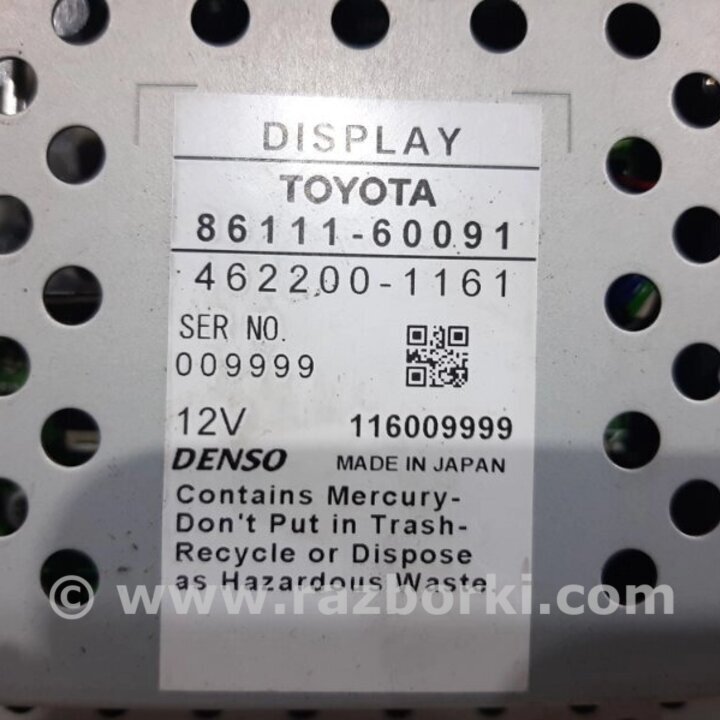 DISPLAY
TOYOTA
86111-60091
462200-1161
SER NO.
009999
12V 116009999
DENSO MADE IN JAPAN
Contains Mercury-
Don't Put in Trash-
Recycle or Dispose
as Hazardous Waste
© www.razborki.com